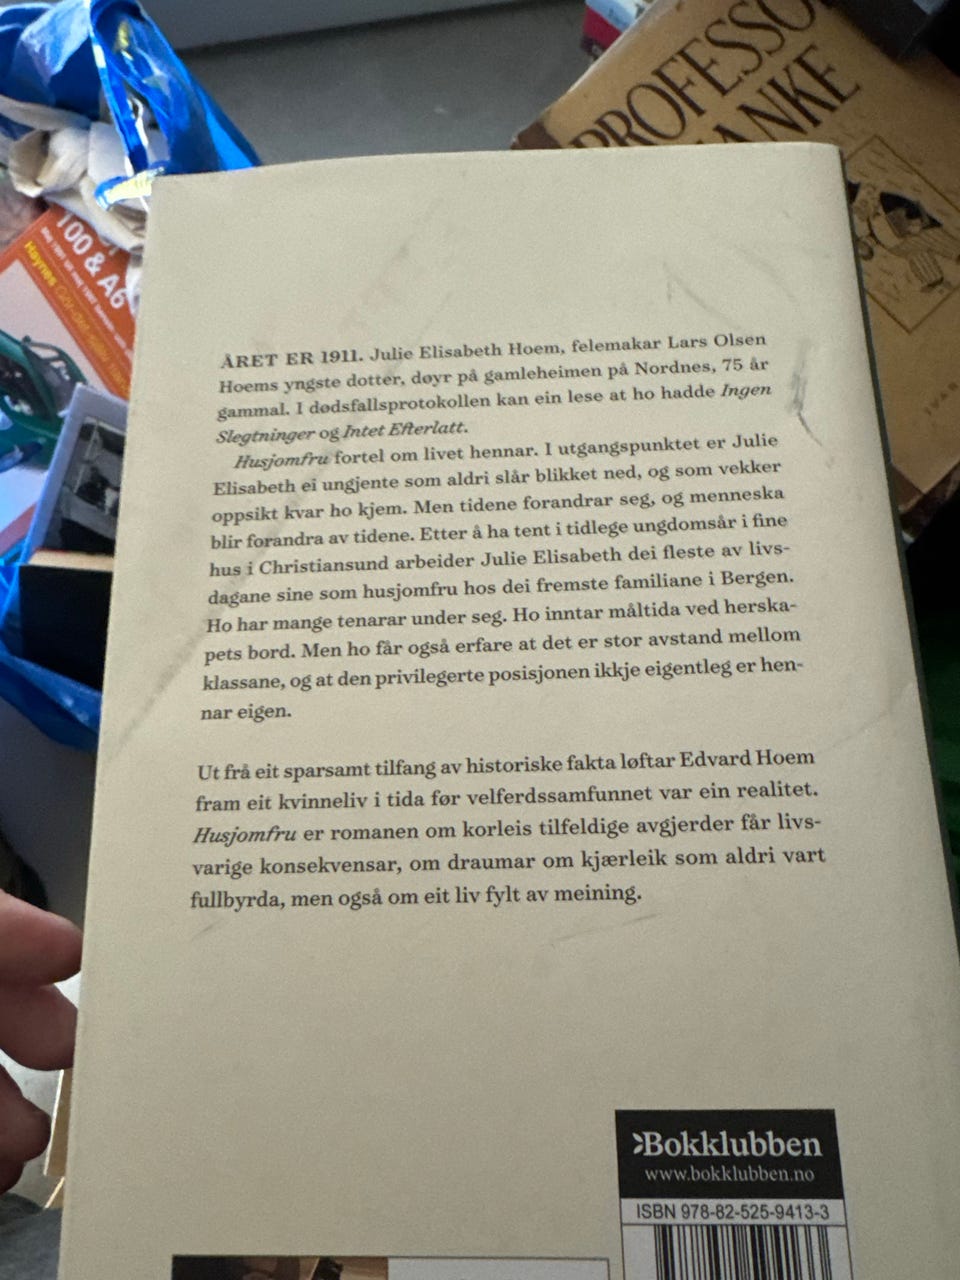 PROFESSO
ANKE
100 & A6
Haynes
ÅRET ER 1911. Julie Elisabeth Hoem, felemakar Lars Olsen
Hoems yngste dotter, døyr på gamleheimen på Nordnes, 75 år
gammal. I dødsfallsprotokollen kan ein lese at ho hadde Ingen
Slegtninger og Intet Efterlatt.
Husjomfru fortel om livet hennar. I utgangspunktet er Julie
Elisabeth ei ungjente som aldri slår blikket ned, og som vekker
oppsikt kvar ho kjem. Men tidene forandrar seg, og menneska
blir forandra av tidene. Etter å ha tent i tidlege ungdomsår i fine
hus i Christiansund arbeider Julie Elisabeth dei fleste av livs-
dagane sine som husjomfru hos dei fremste familiane i Bergen.
Ho har mange tenarar under seg. Ho inntar måltida ved herska-
pets bord. Men ho får også erfare at det er stor avstand mellom
klassane, og at den privilegerte posisjonen ikkje eigentleg er hen-
nar eigen.
Ut frå eit sparsamt tilfang av historiske fakta løftar Edvard Hoem
fram eit kvinneliv i tida før velferdssamfunnet var ein realitet.
Husjomfru er romanen om korleis tilfeldige avgjerder får livs-
varige konsekvensar, om draumar om kjærleik som aldri vart
fullbyrda, men også om eit liv fylt av meining.
Bokklubben
www.bokklubben.no
ISBN 978-82-525-9413-3